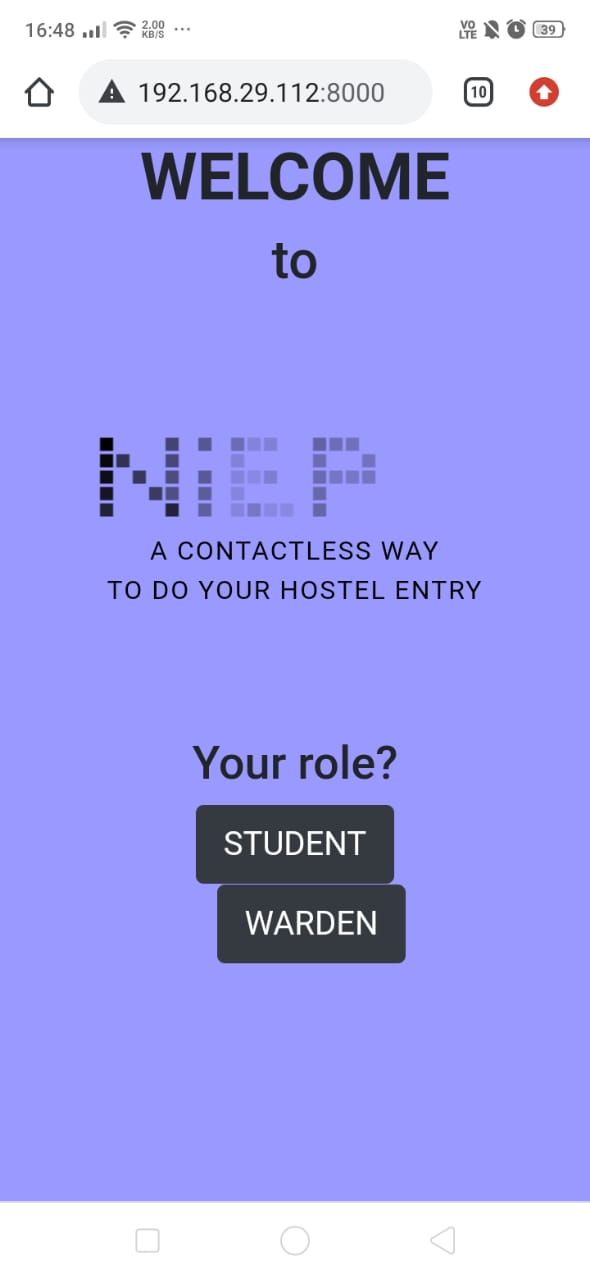 16:48
2.00
KB/S
...
VO
LTE
39
192.168.29.112:8000
10
WELCOME
to
NiEP
A CONTACTLESS WAY
TO DO YOUR HOSTEL ENTRY
Your role?
STUDENT
WARDEN